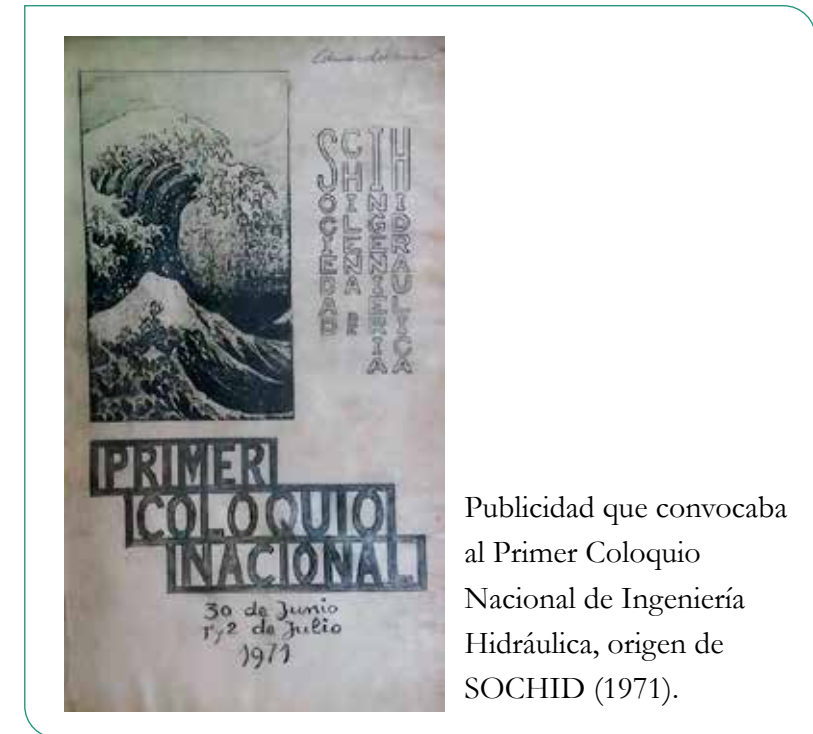 SOCIEDAD
CHILENA DE
INGENIERIA
HIDRAULICA
PRIMER
COLOQUIO
NACIONAL
30 de Junio
1º y 2 de Julio
1971
Publicidad que convocaba
al Primer Coloquio
Nacional de Ingeniería
Hidráulica, origen de
SOCHID (1971).